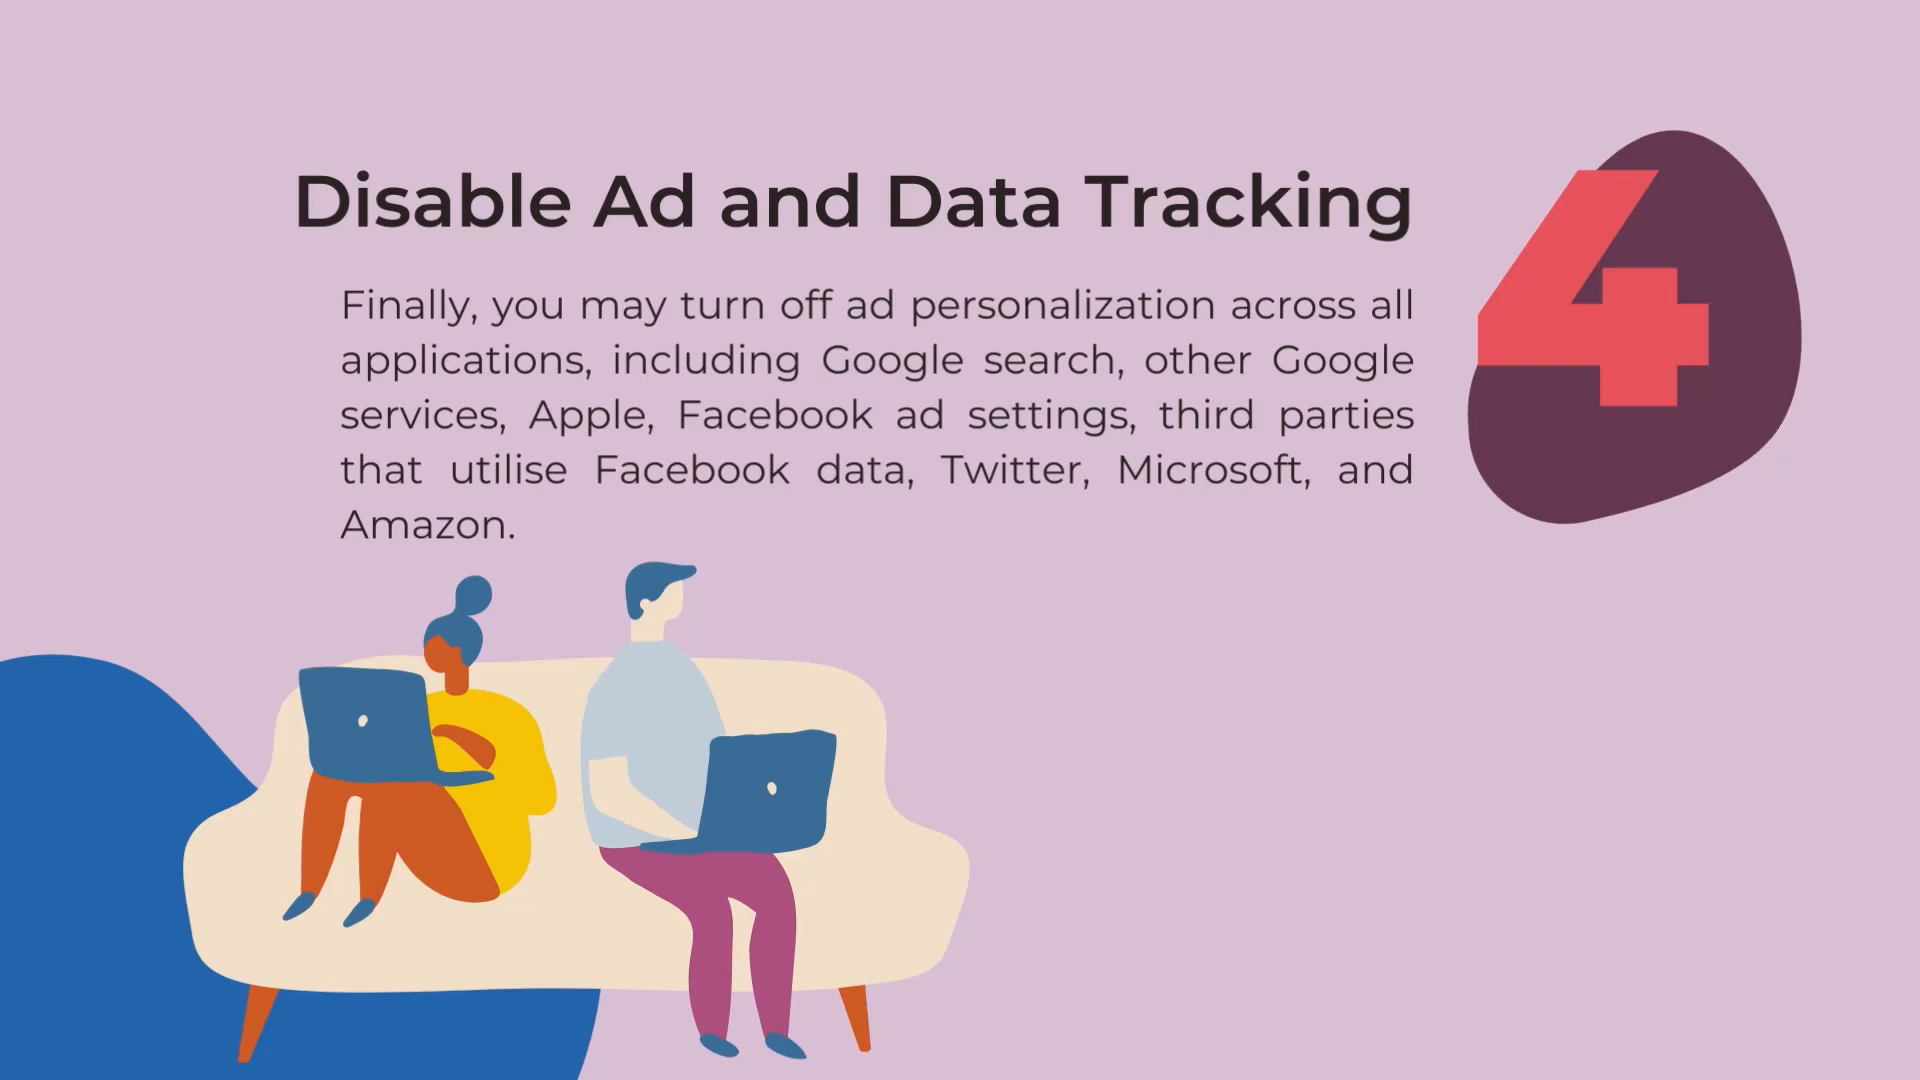 Disable Ad and Data Tracking
4
Finally, you may turn off ad personalization across all
applications, including Google search, other Google
services, Apple, Facebook ad settings, third parties
that utilise Facebook data, Twitter, Microsoft, and
Amazon.